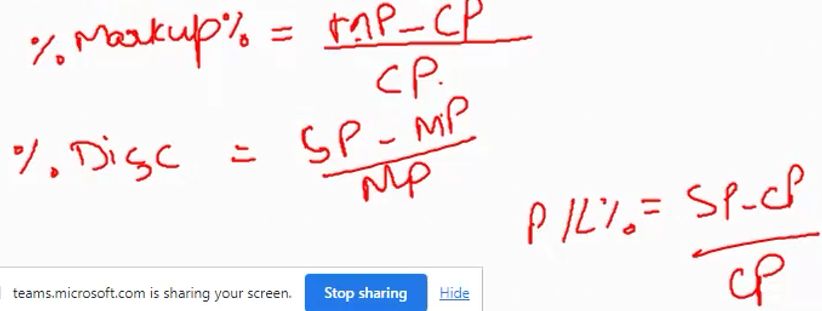 % Markup% = MP - CP
CP.
% Disc = SP - MP
MP
P/L% = SP - CP
CP
teams.microsoft.com is sharing your screen. Stop sharing Hide